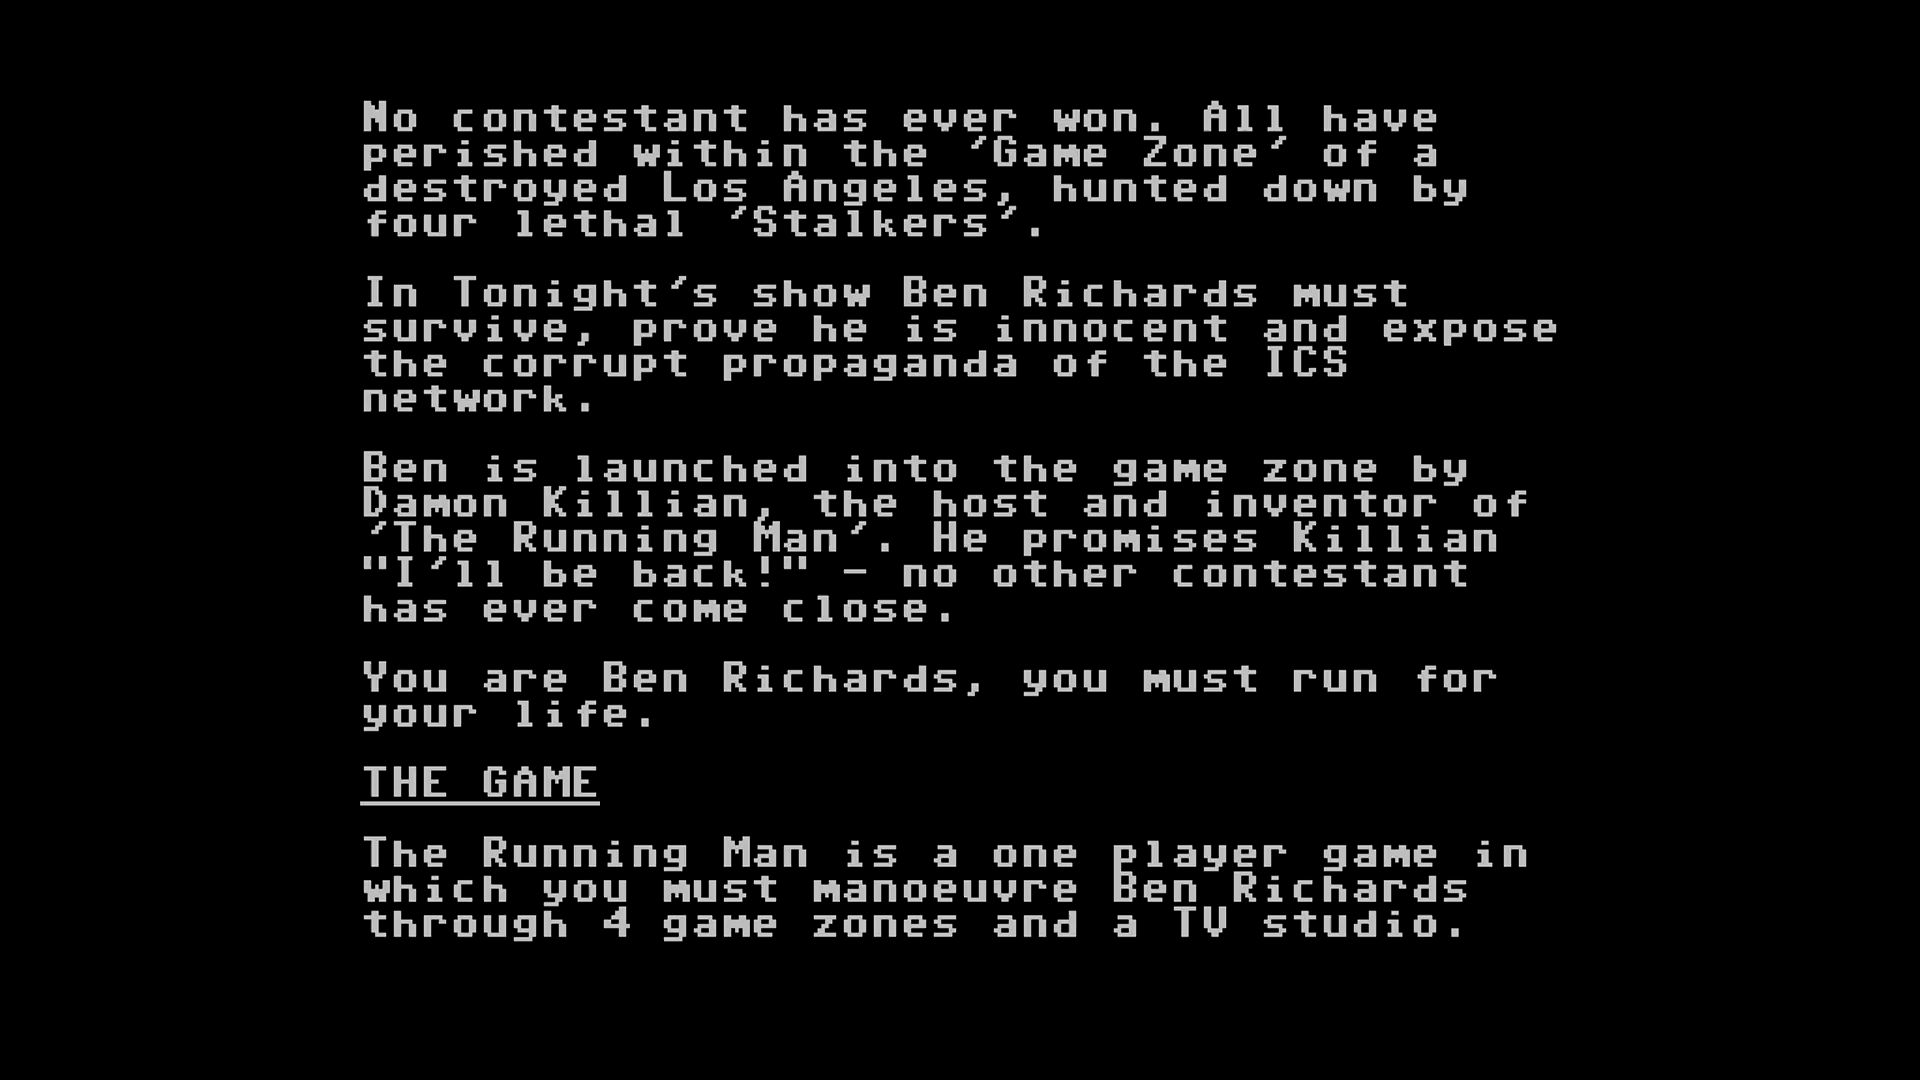 No contestant has ever won. All have
perished within the 'Game Zone' of a
destroyed Los Angeles, hunted down by
four lethal 'Stalkers'.
In Tonight's show Ben Richards must
survive, prove he is innocent and expose
the corrupt propaganda of the ICS
network.
Ben is launched into the game zone by
Damon Killian, the host and inventor of
'The Running Man'. He promises Killian
"I'll be back!" - no other contestant
has ever come close.
You are Ben Richards, you must run for
your life.
THE GAME
The Running Man is a one player game in
which you must manoeuvre Ben Richards
through 4 game zones and a TV studio.